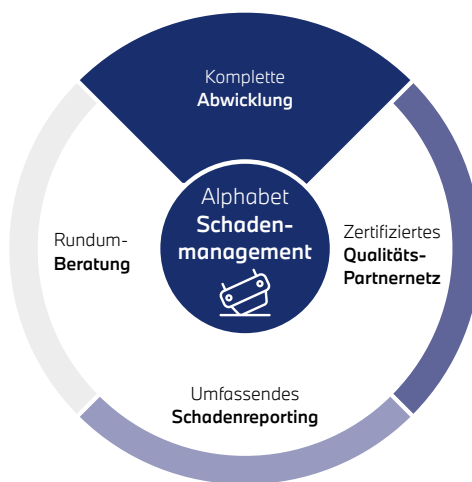 Komplette
Abwicklung
Alphabet
Schaden-
management
Rundum-
Beratung
Zertifiziertes
Qualitäts-
Partnernetz
Umfassendes
Schadenreporting